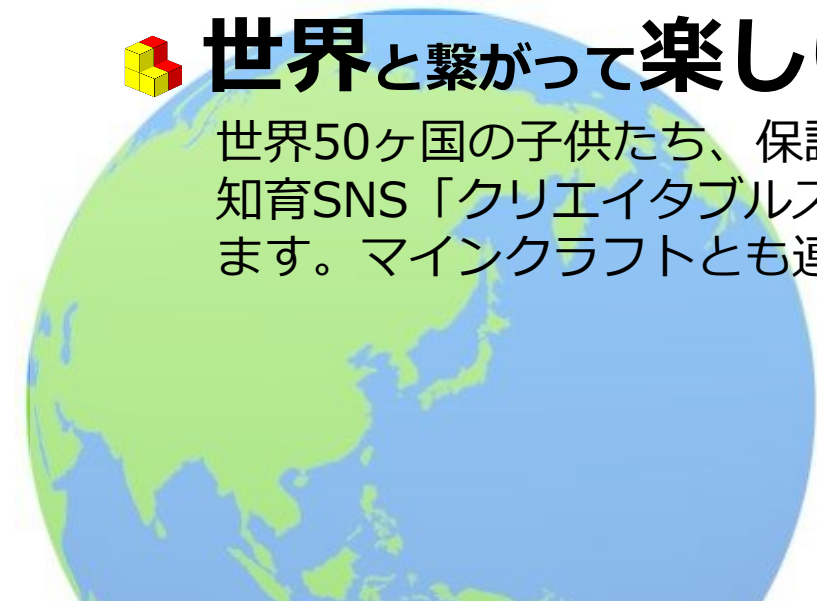 世界と繋がって楽し
世界50ヶ国の子供たち、保
知育SNS「クリエイタブル
ます。マインクラフトとも